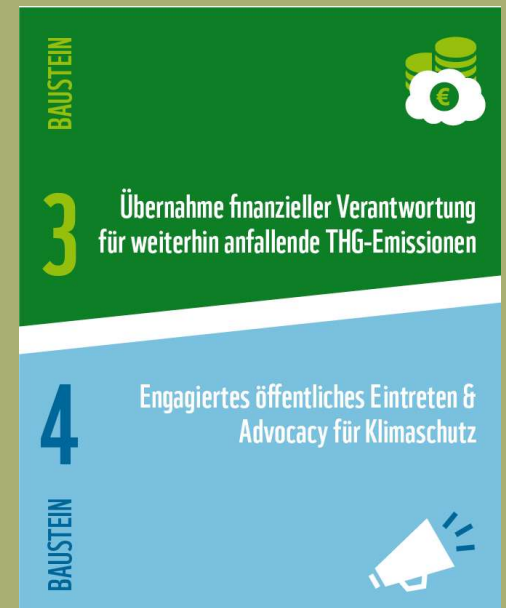 BAUSTEIN
3
Übernahme finanzieller Verantwortung
für weiterhin anfallende THG-Emissionen
€
4
Engagiertes öffentliches Eintreten &
Advocacy für Klimaschutz
BAUSTEIN